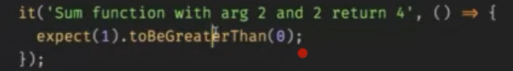 it('Sum function with arg 2 and 2 return 4', () => {
  expect(1).toBeGreaterThan(0);
});